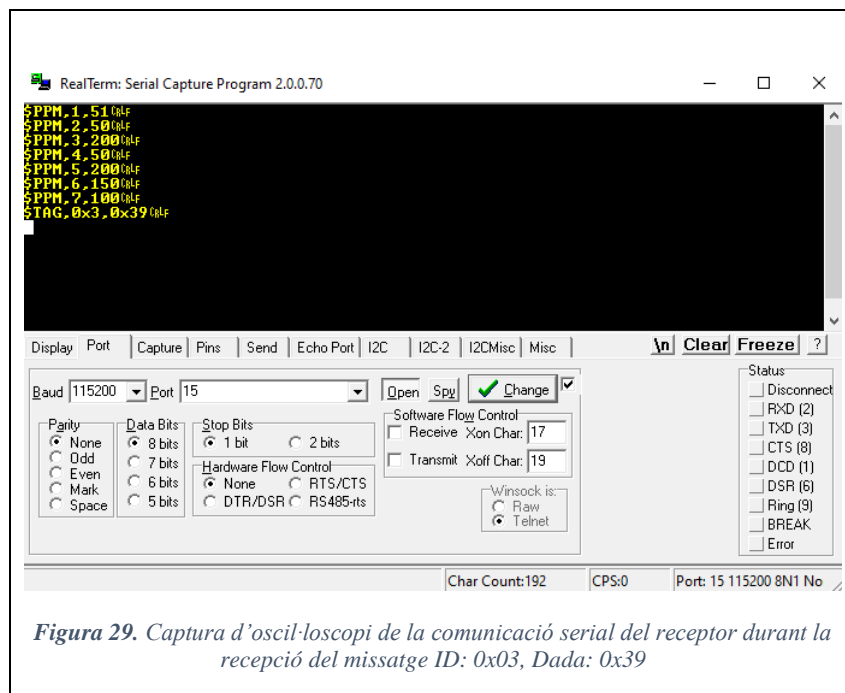 RealTerm: Serial Capture Program 2.0.0.70
$PPM,1,51CRLF
$PPM,2,50CRLF
$PPM,3,200CRLF
$PPM,4,50CRLF
$PPM,5,200CRLF
$PPM,6,150CRLF
$PPM,7,100CRLF
$TAG,0x3,0x39CRLF
Display Port Capture Pins Send Echo Port I2C I2C-2 I2CMisc Misc \n Clear Freeze ?
Baud 115200 Port 15 Open Spy Change
Parity
None
Odd
Even
Mark
Space
Data Bits
8 bits
7 bits
6 bits
5 bits
Stop Bits
1 bit 2 bits
Hardware Flow Control
None RTS/CTS
DTR/DSR RS485-rts
Software Flow Control
Receive Xon Char: 17
Transmit Xoff Char: 19
Winsock is:
Raw
Telnet
Status
Disconnect
RXD (2)
TXD (3)
CTS (8)
DCD (1)
DSR (6)
Ring (9)
BREAK
Error
Char Count:192 CPS:0 Port: 15 115200 8N1 No
Figura 29. Captura d’oscil·loscopi de la comunicació serial del receptor durant la
recepció del missatge ID: 0x03, Dada: 0x39